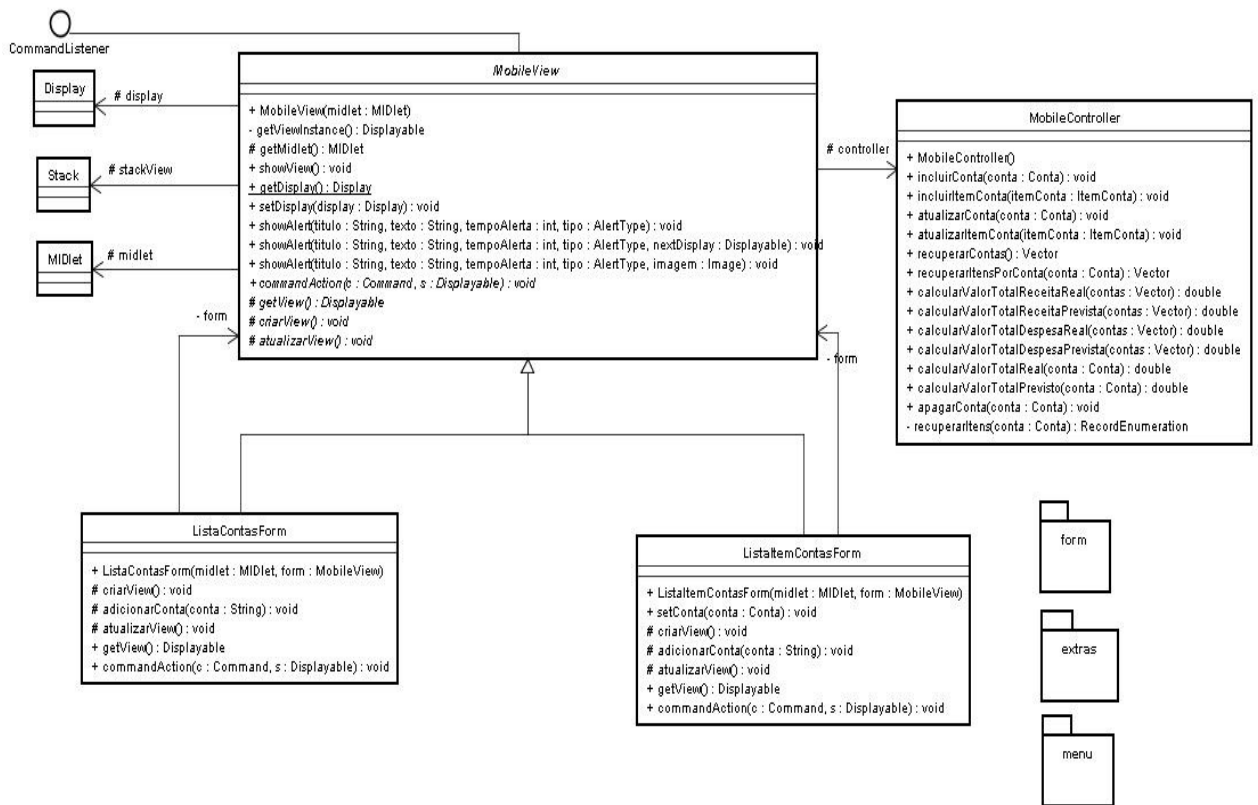 CommandListener
Display
# display
Stack
# stackView
MIDlet
# midlet
MobileView
+ MobileView(midlet : MIDlet)
- getViewInstance() : Displayable
# getMidlet() : MIDlet
+ showView() : void
+ getDisplay() : Display
+ setDisplay(display : Display) : void
+ showAlert(titulo : String, texto : String, tempoAlerta : int, tipo : AlertType) : void
+ showAlert(titulo : String, texto : String, tempoAlerta : int, tipo : AlertType, nextDisplay : Displayable) : void
+ showAlert(titulo : String, texto : String, tempoAlerta : int, tipo : AlertType, imagem : Image) : void
+ commandAction(c : Command, s : Displayable) : void
# getView() : Displayable
# criarView() : void
# atualizarView() : void
# controller
MobileController
+ MobileController()
+ incluirConta(conta : Conta) : void
+ incluirItemConta(itemConta : ItemConta) : void
+ atualizarConta(conta : Conta) : void
+ atualizarItemConta(itemConta : ItemConta) : void
+ recuperarContas() : Vector
+ recuperarItensPorConta(conta : Conta) : Vector
+ calcularValorTotalReceitaReal(contas : Vector) : double
+ calcularValorTotalReceitaPrevista(contas : Vector) : double
+ calcularValorTotalDespesaReal(contas : Vector) : double
+ calcularValorTotalDespesaPrevista(contas : Vector) : double
+ calcularValorTotalReal(conta : Conta) : double
+ calcularValorTotalPrevisto(conta : Conta) : double
+ apagarConta(conta : Conta) : void
- recuperarItens(conta : Conta) : RecordEnumeration
- form
- form
ListaContasForm
+ ListaContasForm(midlet : MIDlet, form : MobileView)
# criarView() : void
# adicionarConta(conta : String) : void
# atualizarView() : void
+ getView() : Displayable
+ commandAction(c : Command, s : Displayable) : void
ListaItemContasForm
+ ListaItemContasForm(midlet : MIDlet, form : MobileView)
+ setConta(conta : Conta) : void
# criarView() : void
# adicionarConta(conta : String) : void
# atualizarView() : void
+ getView() : Displayable
+ commandAction(c : Command, s : Displayable) : void
form
extras
menu